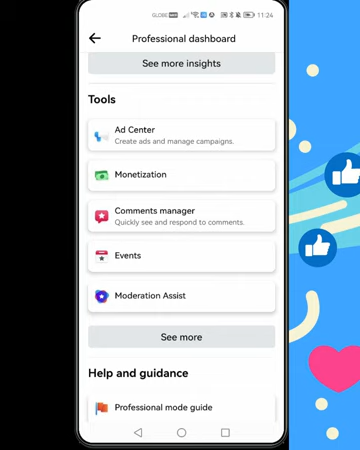 GLOBE 11:24
Professional dashboard
See more insights
Tools
Ad Center
Create ads and manage campaigns.
Monetization
Comments manager
Quickly see and respond to comments.
Events
Moderation Assist
See more
Help and guidance
Professional mode guide